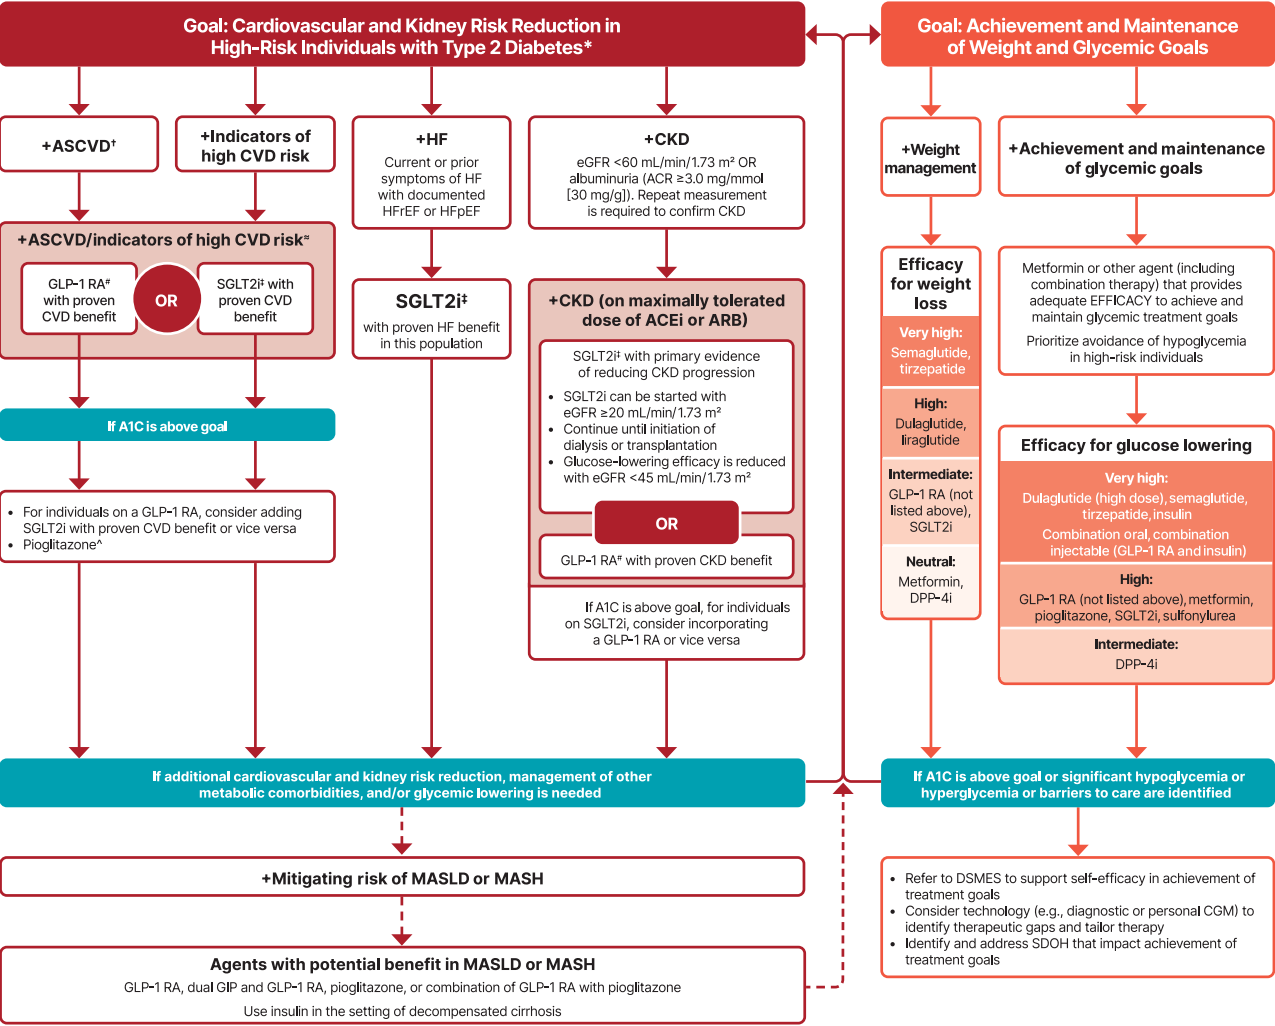 Goal: Cardiovascular and Kidney Risk Reduction in
High-Risk Individuals with Type 2 Diabetes*
Goal: Achievement and Maintenance
of Weight and Glycemic Goals
+ASCVD†
+Indicators of
high CVD risk
+HF
Current or prior
symptoms of HF
with documented
HFrEF or HFpEF
+CKD
eGFR <60 mL/min/1.73 m² OR
albuminuria (ACR ≥3.0 mg/mmol
[30 mg/g]). Repeat measurement
is required to confirm CKD
+Weight
management
+Achievement and maintenance
of glycemic goals
+ASCVD/indicators of high CVD risk≈
GLP-1 RA#
with proven
CVD benefit
OR
SGLT2i‡ with
proven CVD
benefit
SGLT2i‡
with proven HF benefit
in this population
+CKD (on maximally tolerated
dose of ACEi or ARB)
SGLT2i‡ with primary evidence
of reducing CKD progression
• SGLT2i can be started with
eGFR ≥20 mL/min/1.73 m²
• Continue until initiation of
dialysis or transplantation
• Glucose-lowering efficacy is reduced
with eGFR <45 mL/min/1.73 m²
OR
GLP-1 RA# with proven CKD benefit
If A1C is above goal, for individuals
on SGLT2i, consider incorporating
a GLP-1 RA or vice versa
If A1C is above goal
• For individuals on a GLP-1 RA, consider adding
SGLT2i with proven CVD benefit or vice versa
• Pioglitazone^
Efficacy
for weight
loss
Very high:
Semaglutide,
tirzepatide
High:
Dulaglutide,
liraglutide
Intermediate:
GLP-1 RA (not
listed above),
SGLT2i
Neutral:
Metformin,
DPP-4i
Metformin or other agent (including
combination therapy) that provides
adequate EFFICACY to achieve and
maintain glycemic treatment goals
Prioritize avoidance of hypoglycemia
in high-risk individuals
Efficacy for glucose lowering
Very high:
Dulaglutide (high dose), semaglutide,
tirzepatide, insulin
Combination oral, combination
injectable (GLP-1 RA and insulin)
High:
GLP-1 RA (not listed above), metformin,
pioglitazone, SGLT2i, sulfonylurea
Intermediate:
DPP-4i
If additional cardiovascular and kidney risk reduction, management of other
metabolic comorbidities, and/or glycemic lowering is needed
If A1C is above goal or significant hypoglycemia or
hyperglycemia or barriers to care are identified
+Mitigating risk of MASLD or MASH
Agents with potential benefit in MASLD or MASH
GLP-1 RA, dual GIP and GLP-1 RA, pioglitazone, or combination of GLP-1 RA with pioglitazone
Use insulin in the setting of decompensated cirrhosis
• Refer to DSMES to support self-efficacy in achievement of
treatment goals
• Consider technology (e.g., diagnostic or personal CGM) to
identify therapeutic gaps and tailor therapy
• Identify and address SDOH that impact achievement of
treatment goals